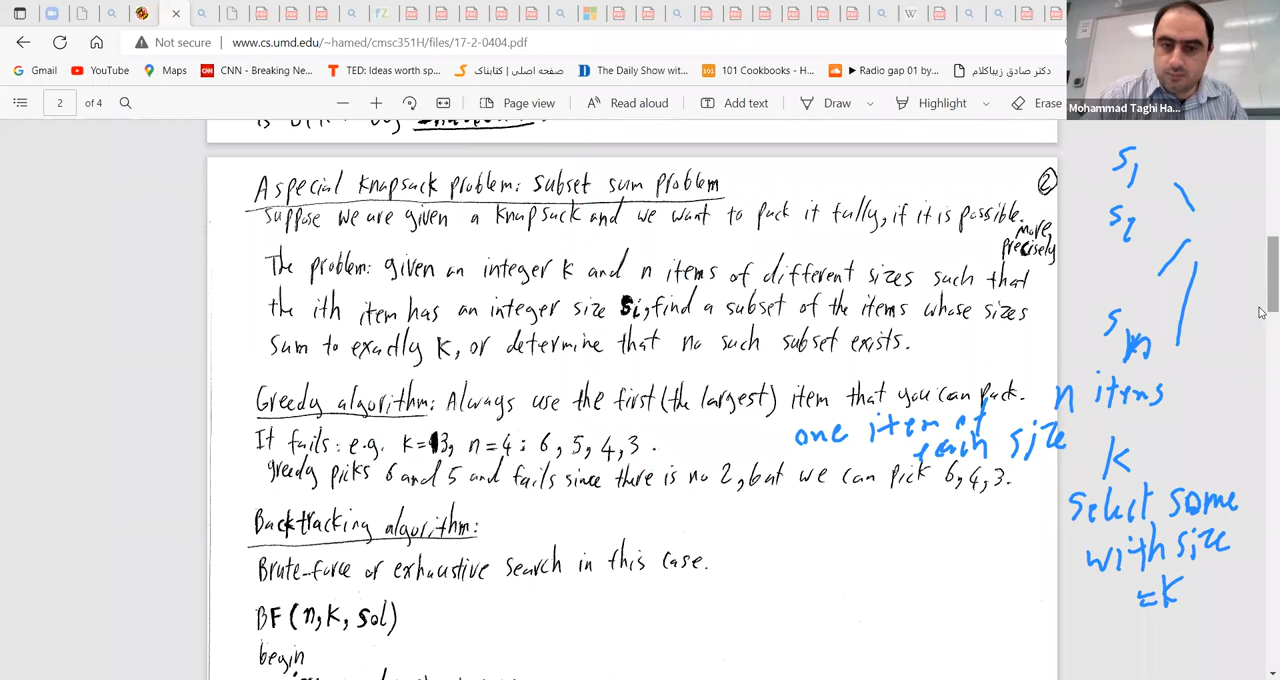 Not secure
www.cs.umd.edu/~hamed/cmsc351H/files/17-2-0404.pdf
Gmail
YouTube
Maps
CNN - Breaking Ne...
TED: Ideas worth sp...
صفحه اصلی | کتابتیک
The Daily Show wit...
101 Cookbooks - H...
Radio gap 01 by...
دکتر صادق زیباکلام
2 of 4
Page view
Read aloud
Add text
Draw
Highlight
Erase
Mohammad Taghi Ha...
A special Knapsack problem: subset sum problem
2
suppose we are given a knapsack and we want to pack it fully, if it is possible.
more precisely
The problem: given an integer k and n items of different sizes such that
the ith item has an integer size si, find a subset of the items whose sizes
sum to exactly k, or determine that no such subset exists.
Greedy algorithm: Always use the first (the largest) item that you can pack.
It fails: e.g. k=13, n=4: 6, 5, 4, 3.
greedy picks 6 and 5 and fails since there is no 2, but we can pick 6, 4, 3.
Backtracking algorithm:
Brute-force or exhaustive search in this case.
BF(n, k, sol)
begin
one item of
each size
s1
s2
n items
k
select some
with size
=k